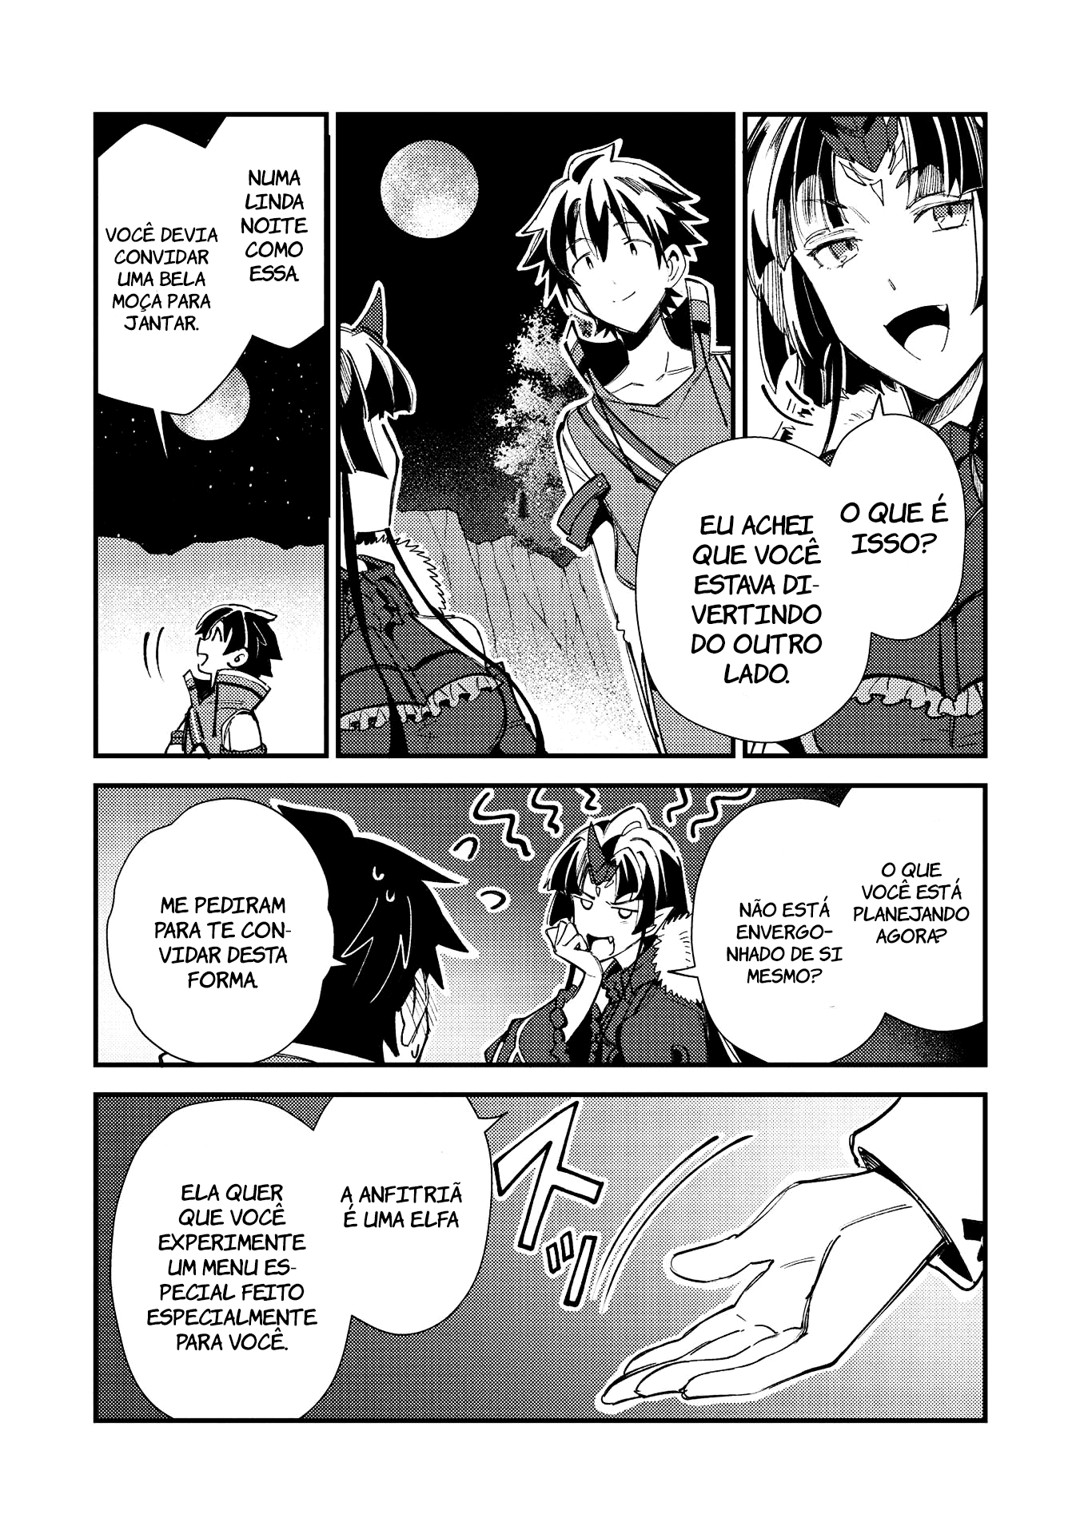 O QUE É
ISSO?
EU ACHEI
QUE VOCÊ
ESTAVA DI-
VERTINDO
DO OUTRO
LADO.
NUMA
LINDA
NOITE
COMO
ESSA.
VOCÊ DEVIA
CONVIDAR
UMA BELA
MOÇA PARA
JANTAR.
O QUE
VOCÊ ESTÁ
PLANEJANDO
AGORA?
NÃO ESTÁ
ENVERGO-
NHADO DE SI
MESMO?
ME PEDIRAM
PARA TE CON-
VIDAR DESTA
FORMA.
A ANFITRIÃ
É UMA ELFA
ELA QUER
QUE VOCÊ
EXPERIMENTE
UM MENU ES-
PECIAL FEITO
ESPECIALMENTE
PARA VOCÊ.
スッ